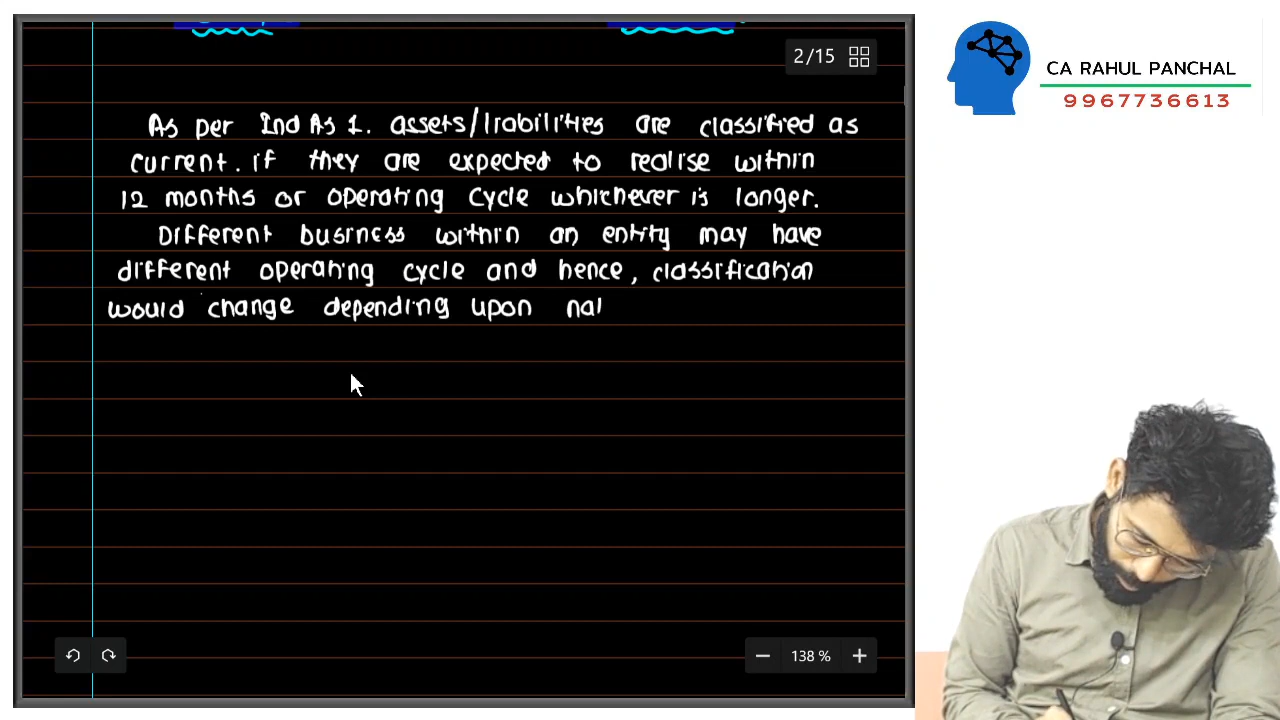 2/15
CA RAHUL PANCHAL
9967736613
As per Ind As 1. assets/liabilities are classified as
current. if they are expected to realise within
12 months or operating cycle whichever is longer.
Different business within an entity may have
different operating cycle and hence, classification
would change depending upon nat
138 %